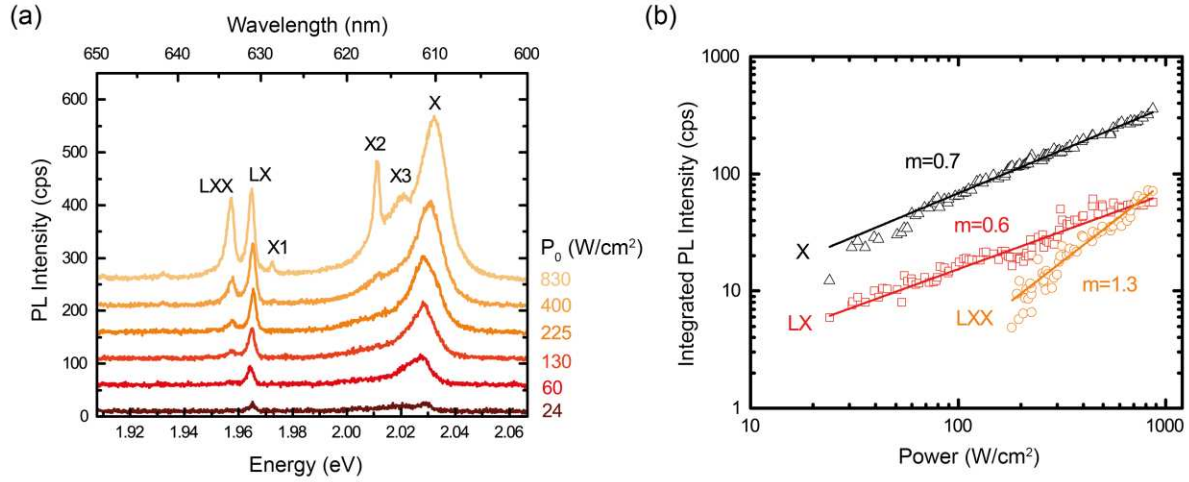 (a)
Wavelength (nm)
650 640 630 620 610 600
600
500
400
300
200
100
0
PL Intensity (cps)
LXX
LX
X1
X2
X3
X
P₀ (W/cm²)
830
400
225
130
60
24
1.92 1.94 1.96 1.98 2.00 2.02 2.04 2.06
Energy (eV)
(b)
1000
100
10
1
Integrated PL Intensity (cps)
m=0.7
X
m=0.6
LX
m=1.3
LXX
10 100 1000
Power (W/cm²)